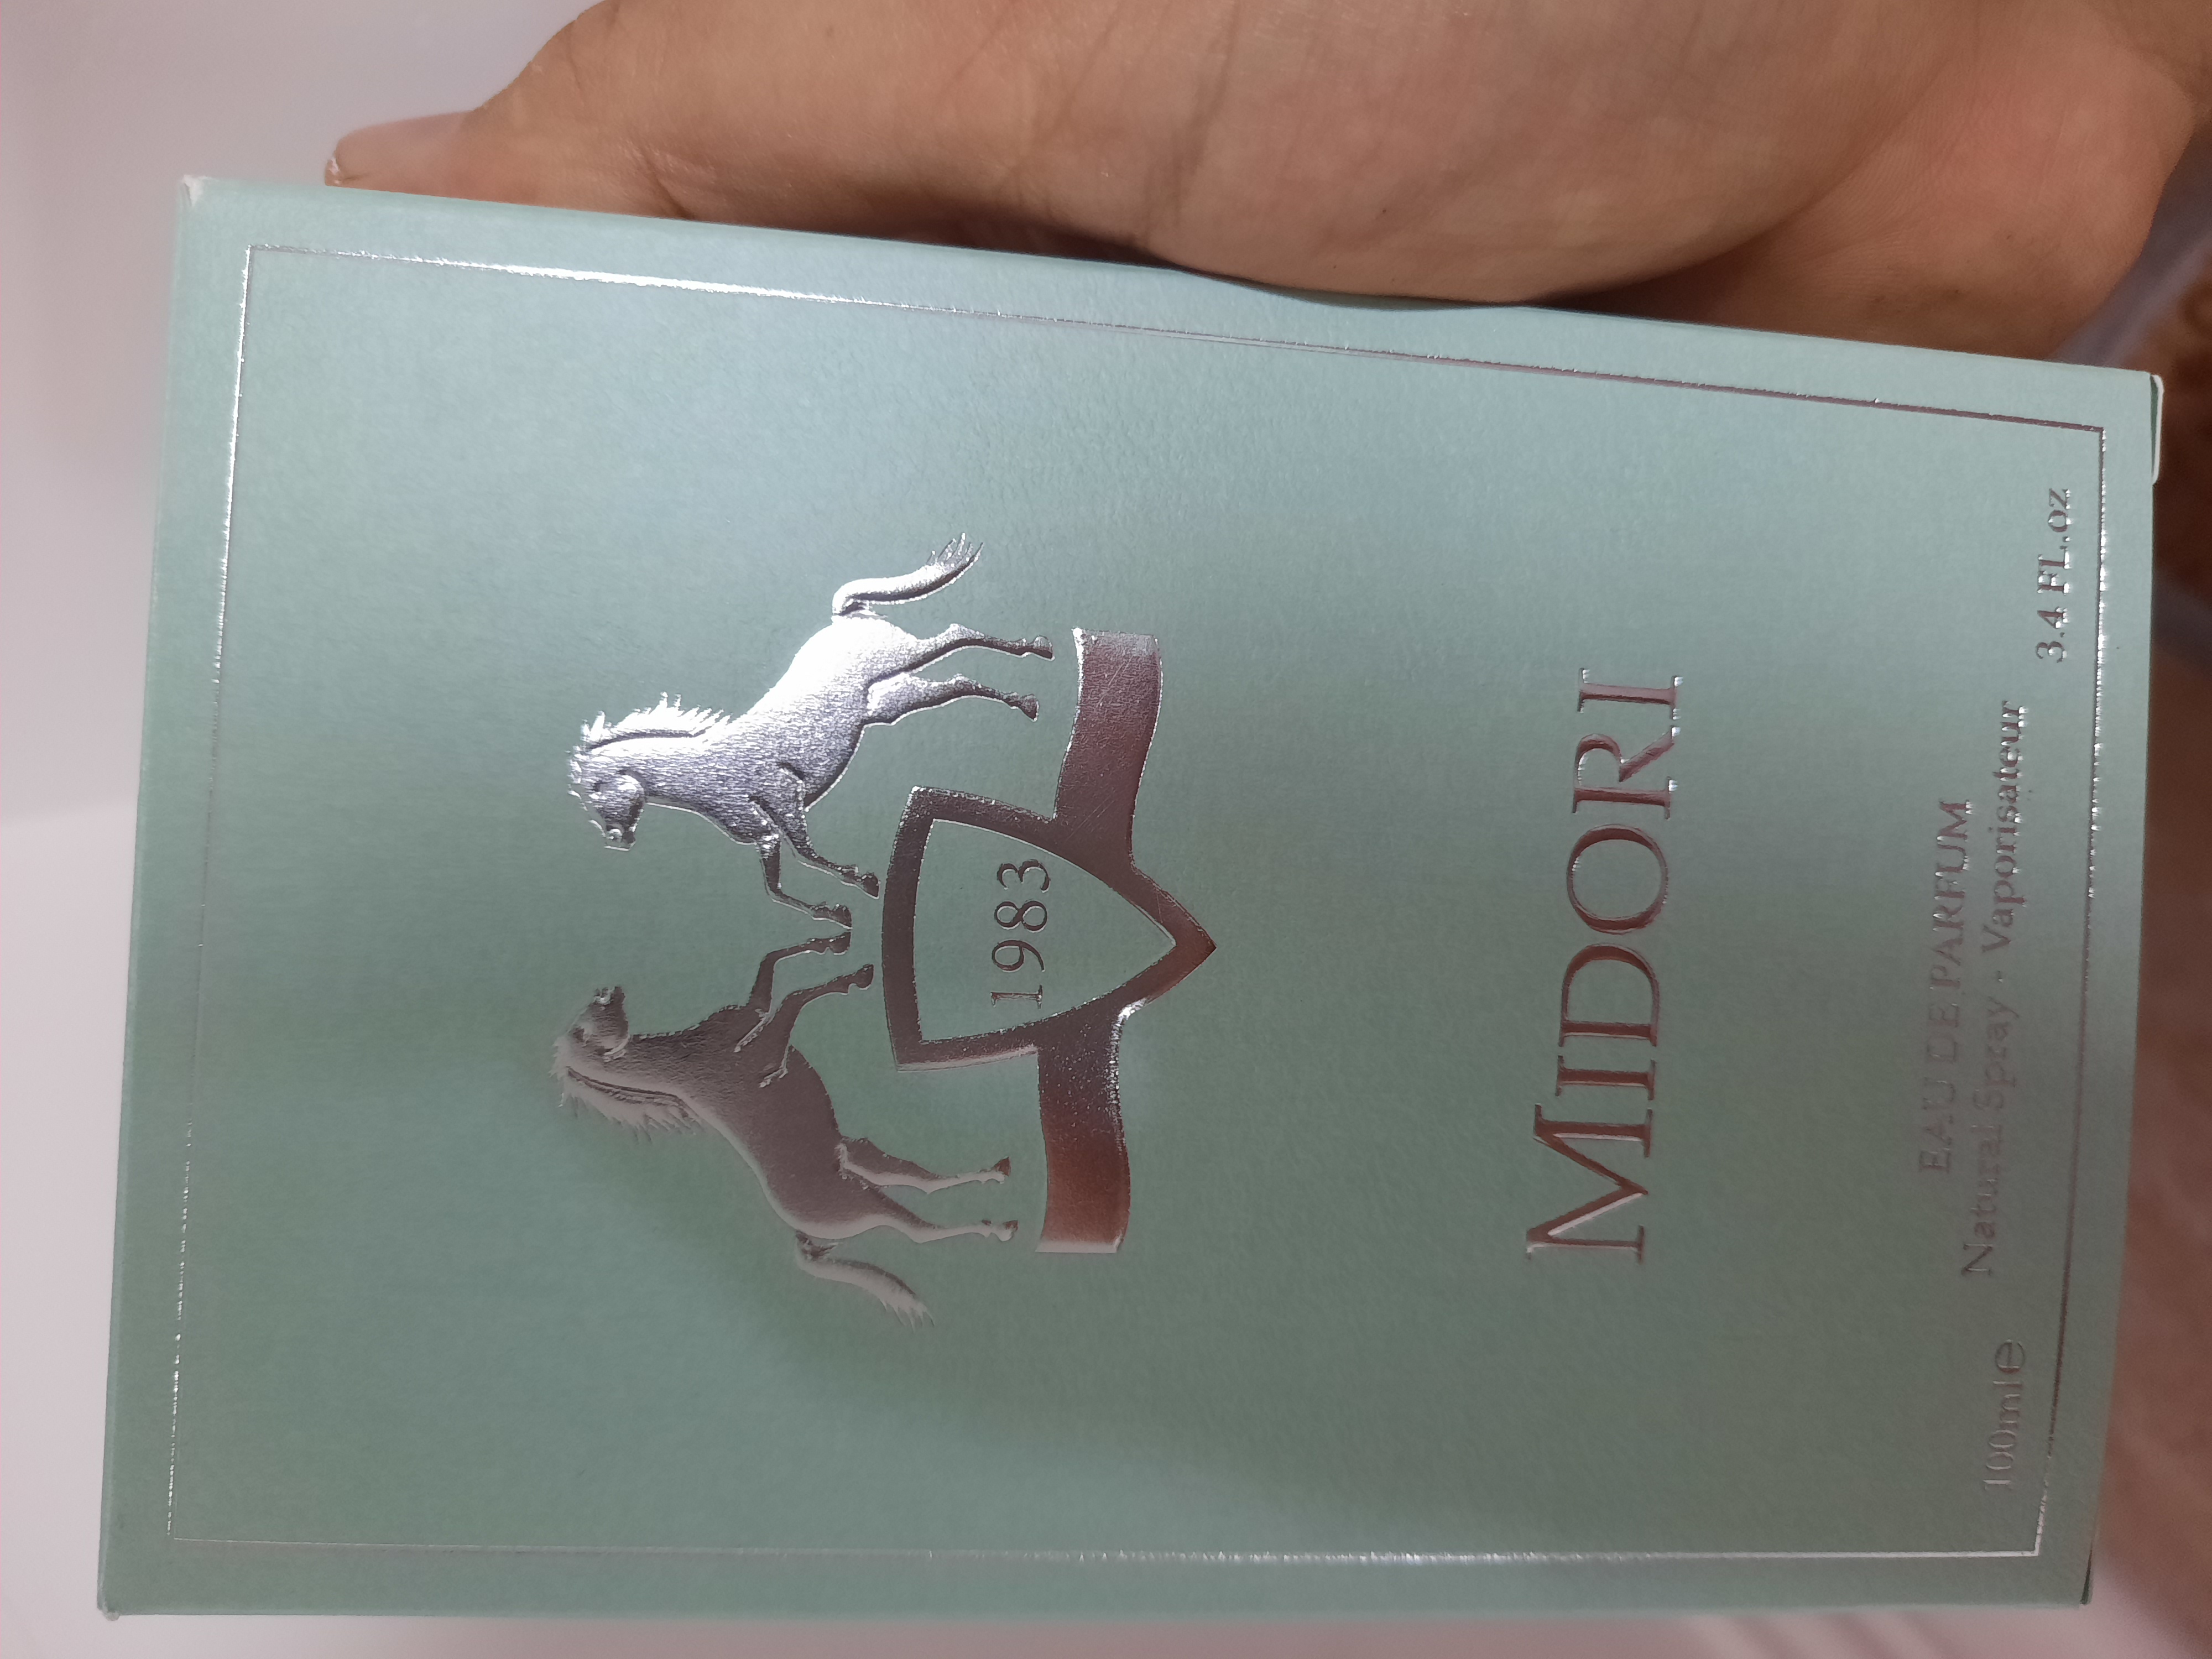 1983
MIDORI
EAU DE PARFUM
Natural Spray - Vaporisateur
100ml e 3.4 FL.OZ